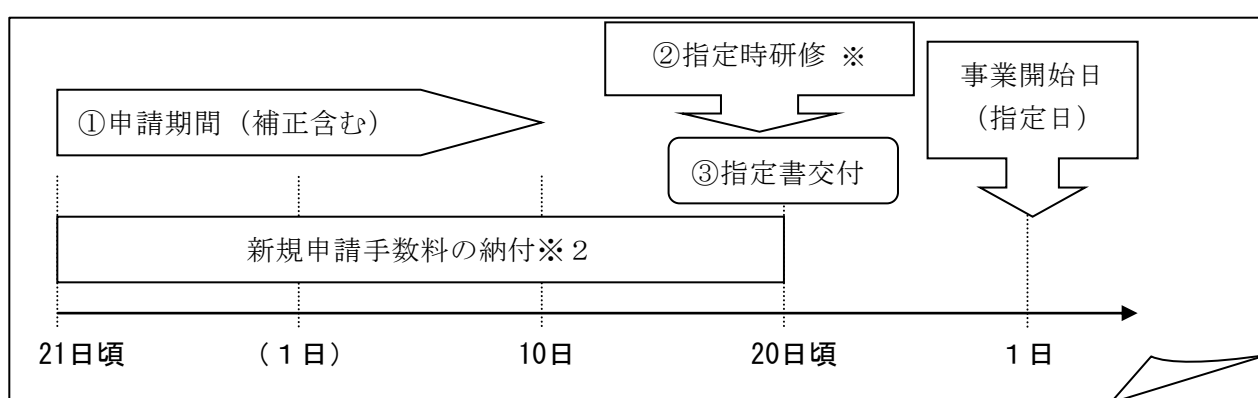 ②指定時研修 ※
事業開始日
（指定日）
①申請期間（補正含む）
③指定書交付
新規申請手数料の納付※２
21日頃
（１日）
10日
20日頃
１日